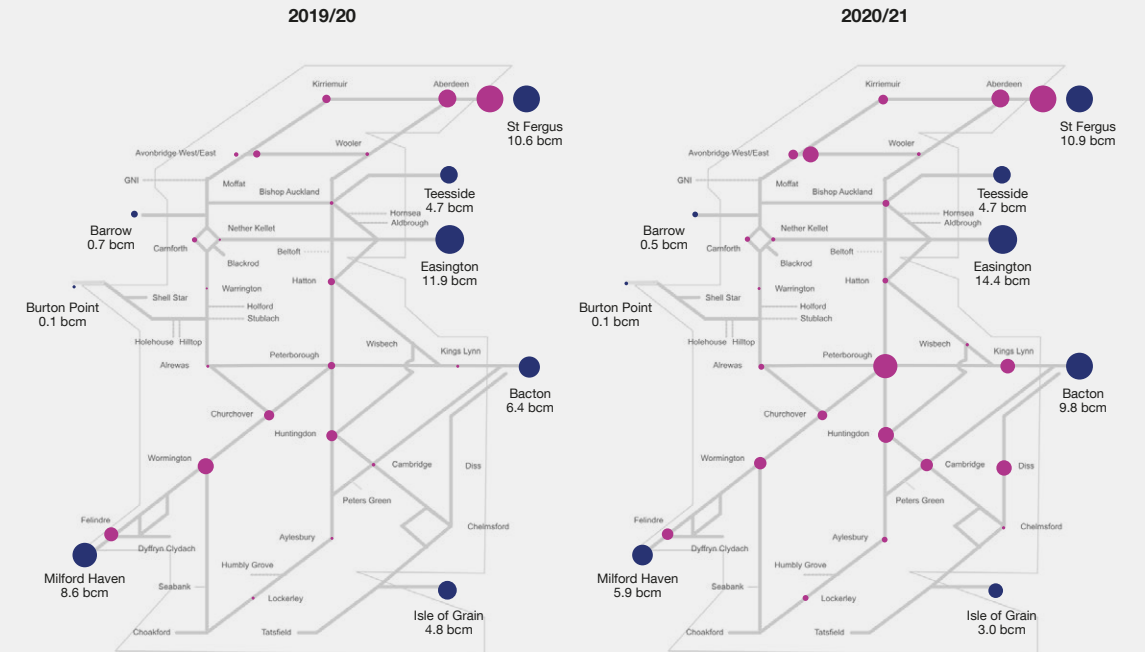 2019/20
Kirriemuir
Aberdeen
St Fergus
10.6 bcm
Avonbridge West/East
Wooler
GNI
Moffat
Bishop Auckland
Teesside
4.7 bcm
Hornsea
Aldbrough
Barrow
0.7 bcm
Nether Kellet
Camforth
Beltoft
Blackrod
Easington
11.9 bcm
Hatton
Warrington
Shell Star
Holford
Stublach
Burton Point
0.1 bcm
Holehouse
Hilltop
Wisbech
Kings Lynn
Peterborough
Alrewas
Bacton
6.4 bcm
Churchover
Huntingdon
Wormington
Cambridge
Diss
Peters Green
Felindre
Chelmsford
Aylesbury
Dyffryn Clydach
Humbly Grove
Milford Haven
8.6 bcm
Seabank
Lockerley
Isle of Grain
4.8 bcm
Choakford
Tatsfield
2020/21
Kirriemuir
Aberdeen
St Fergus
10.9 bcm
Avonbridge West/East
Wooler
GNI
Moffat
Bishop Auckland
Teesside
4.7 bcm
Hornsea
Aldbrough
Barrow
0.5 bcm
Nether Kellet
Camforth
Beltoft
Blackrod
Easington
14.4 bcm
Hatton
Warrington
Shell Star
Holford
Stublach
Burton Point
0.1 bcm
Holehouse
Hilltop
Wisbech
Kings Lynn
Peterborough
Alrewas
Bacton
9.8 bcm
Churchover
Huntingdon
Wormington
Cambridge
Diss
Peters Green
Felindre
Chelmsford
Aylesbury
Dyffryn Clydach
Humbly Grove
Milford Haven
5.9 bcm
Seabank
Lockerley
Isle of Grain
3.0 bcm
Choakford
Tatsfield